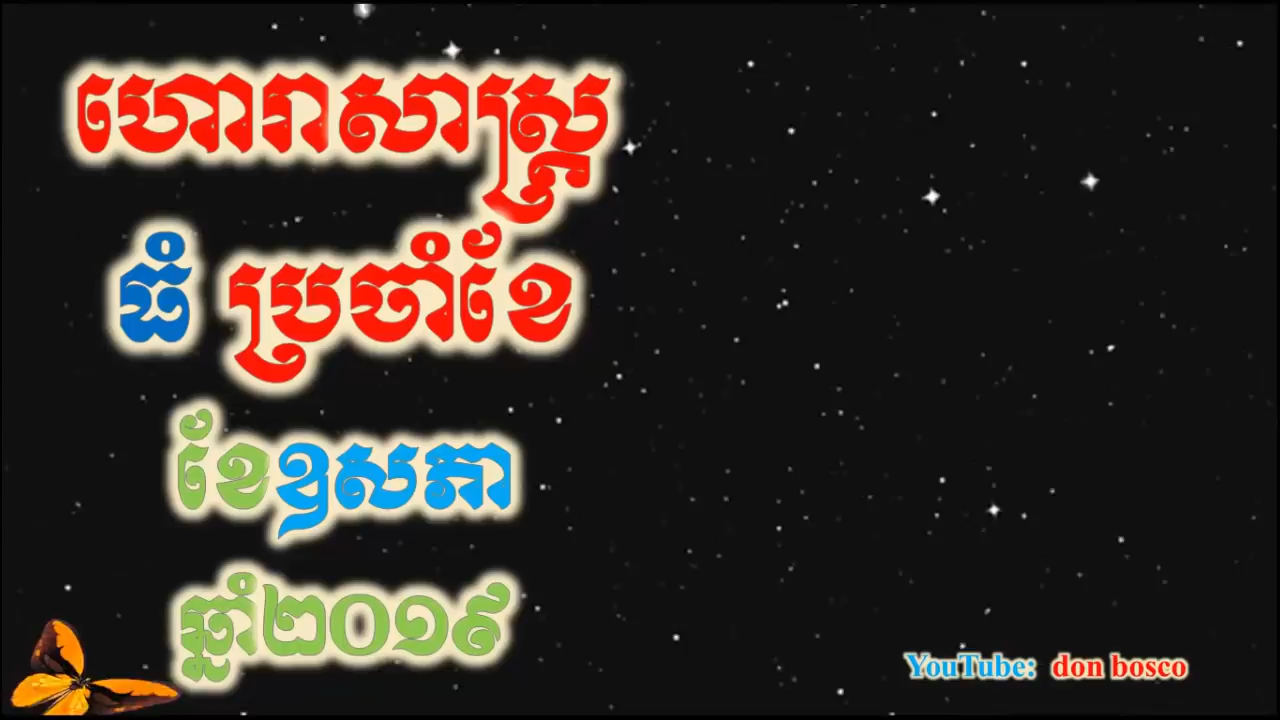 ហោរាសាស្ត្រ
ធំ ប្រចាំខែ
ខែឧសភា
ឆ្នាំ២០១៩
YouTube: don bosco